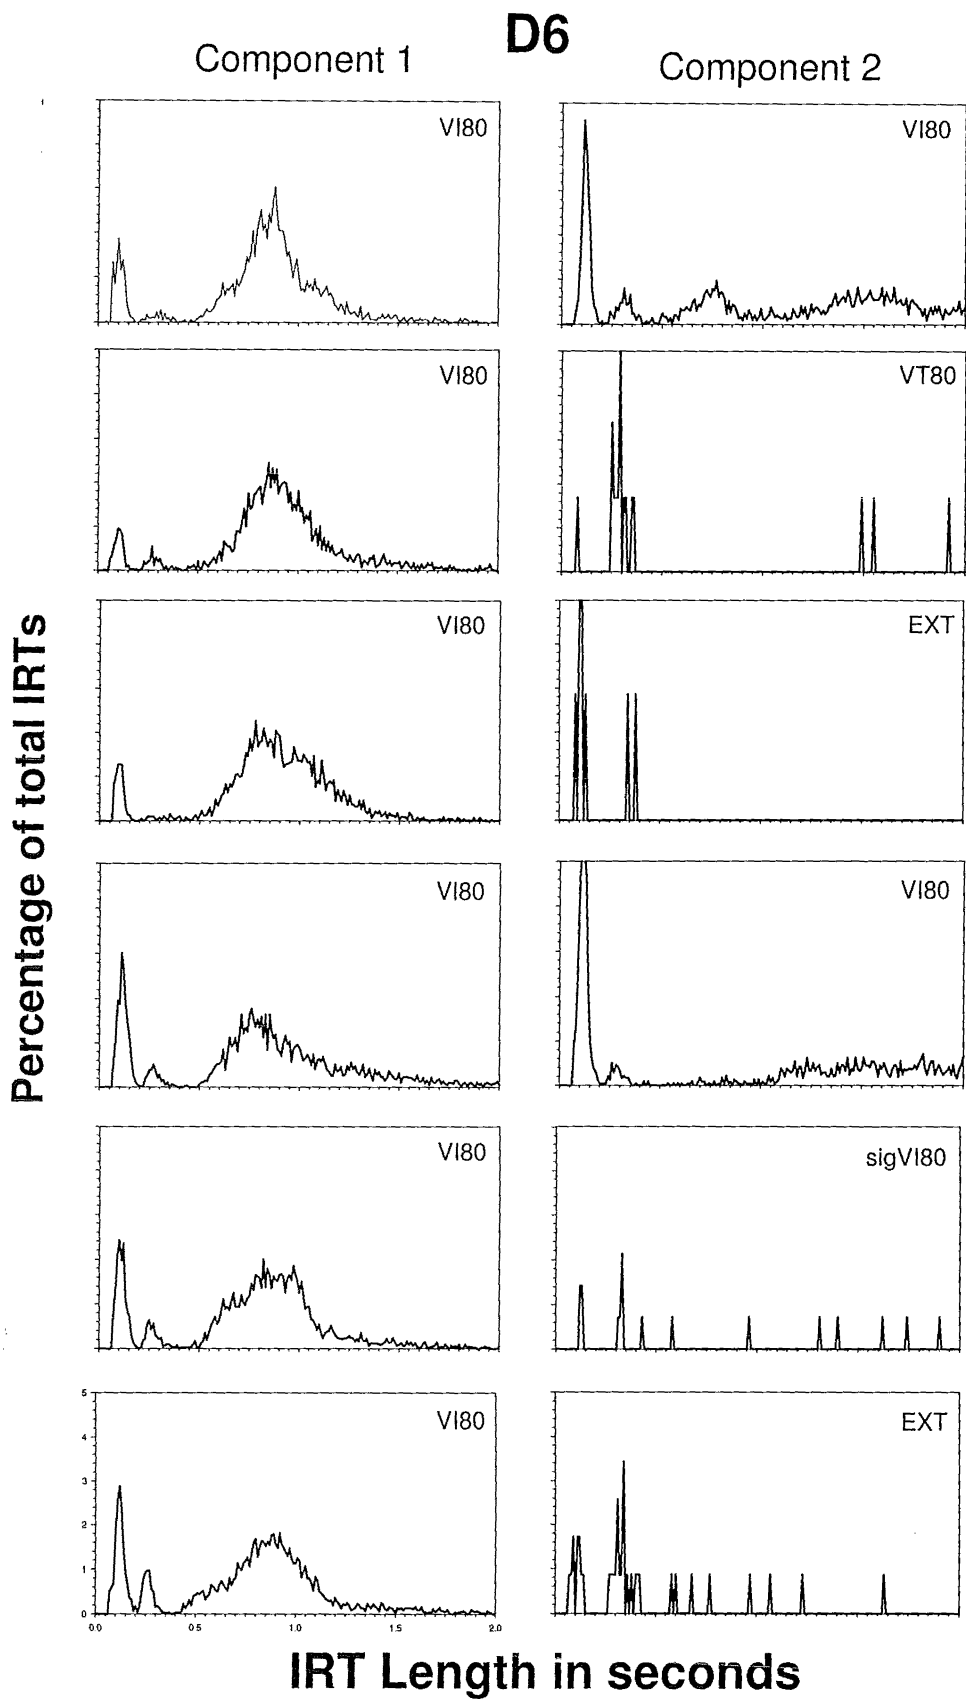 D6
Component 1
Component 2
VI80
VI80
VI80
VT80
VI80
EXT
VI80
VI80
VI80
sigVI80
VI80
EXT
5
4
3
2
1
0
0.0
0.5
1.0
1.5
2.0
Percentage of total IRTs
IRT Length in seconds